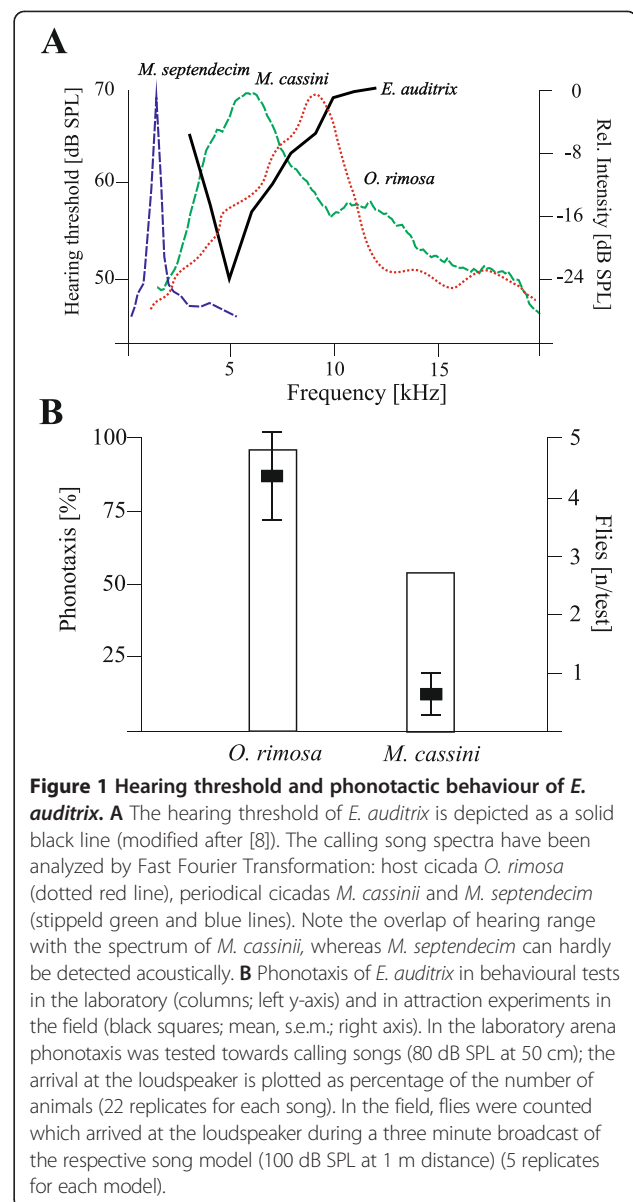 A
M. septendecim
M. cassini
E. auditrix
O. rimosa
70
60
50
Hearing threshold [dB SPL]
0
-8
-16
-24
Rel. Intensity [dB SPL]
5
10
15
Frequency [kHz]
B
100
75
50
25
Phonotaxis [%]
5
4
3
2
1
Flies [n/test]
O. rimosa
M. cassini
Figure 1 Hearing threshold and phonotactic behaviour of E.
auditrix. A The hearing threshold of E. auditrix is depicted as a solid
black line (modified after [8]). The calling song spectra have been
analyzed by Fast Fourier Transformation: host cicada O. rimosa
(dotted red line), periodical cicadas M. cassinii and M. septendecim
(stippeld green and blue lines). Note the overlap of hearing range
with the spectrum of M. cassinii, whereas M. septendecim can hardly
be detected acoustically. B Phonotaxis of E. auditrix in behavioural tests
in the laboratory (columns; left y-axis) and in attraction experiments in
the field (black squares; mean, s.e.m.; right axis). In the laboratory arena
phonotaxis was tested towards calling songs (80 dB SPL at 50 cm); the
arrival at the loudspeaker is plotted as percentage of the number of
animals (22 replicates for each song). In the field, flies were counted
which arrived at the loudspeaker during a three minute broadcast of
the respective song model (100 dB SPL at 1 m distance) (5 replicates
for each model).